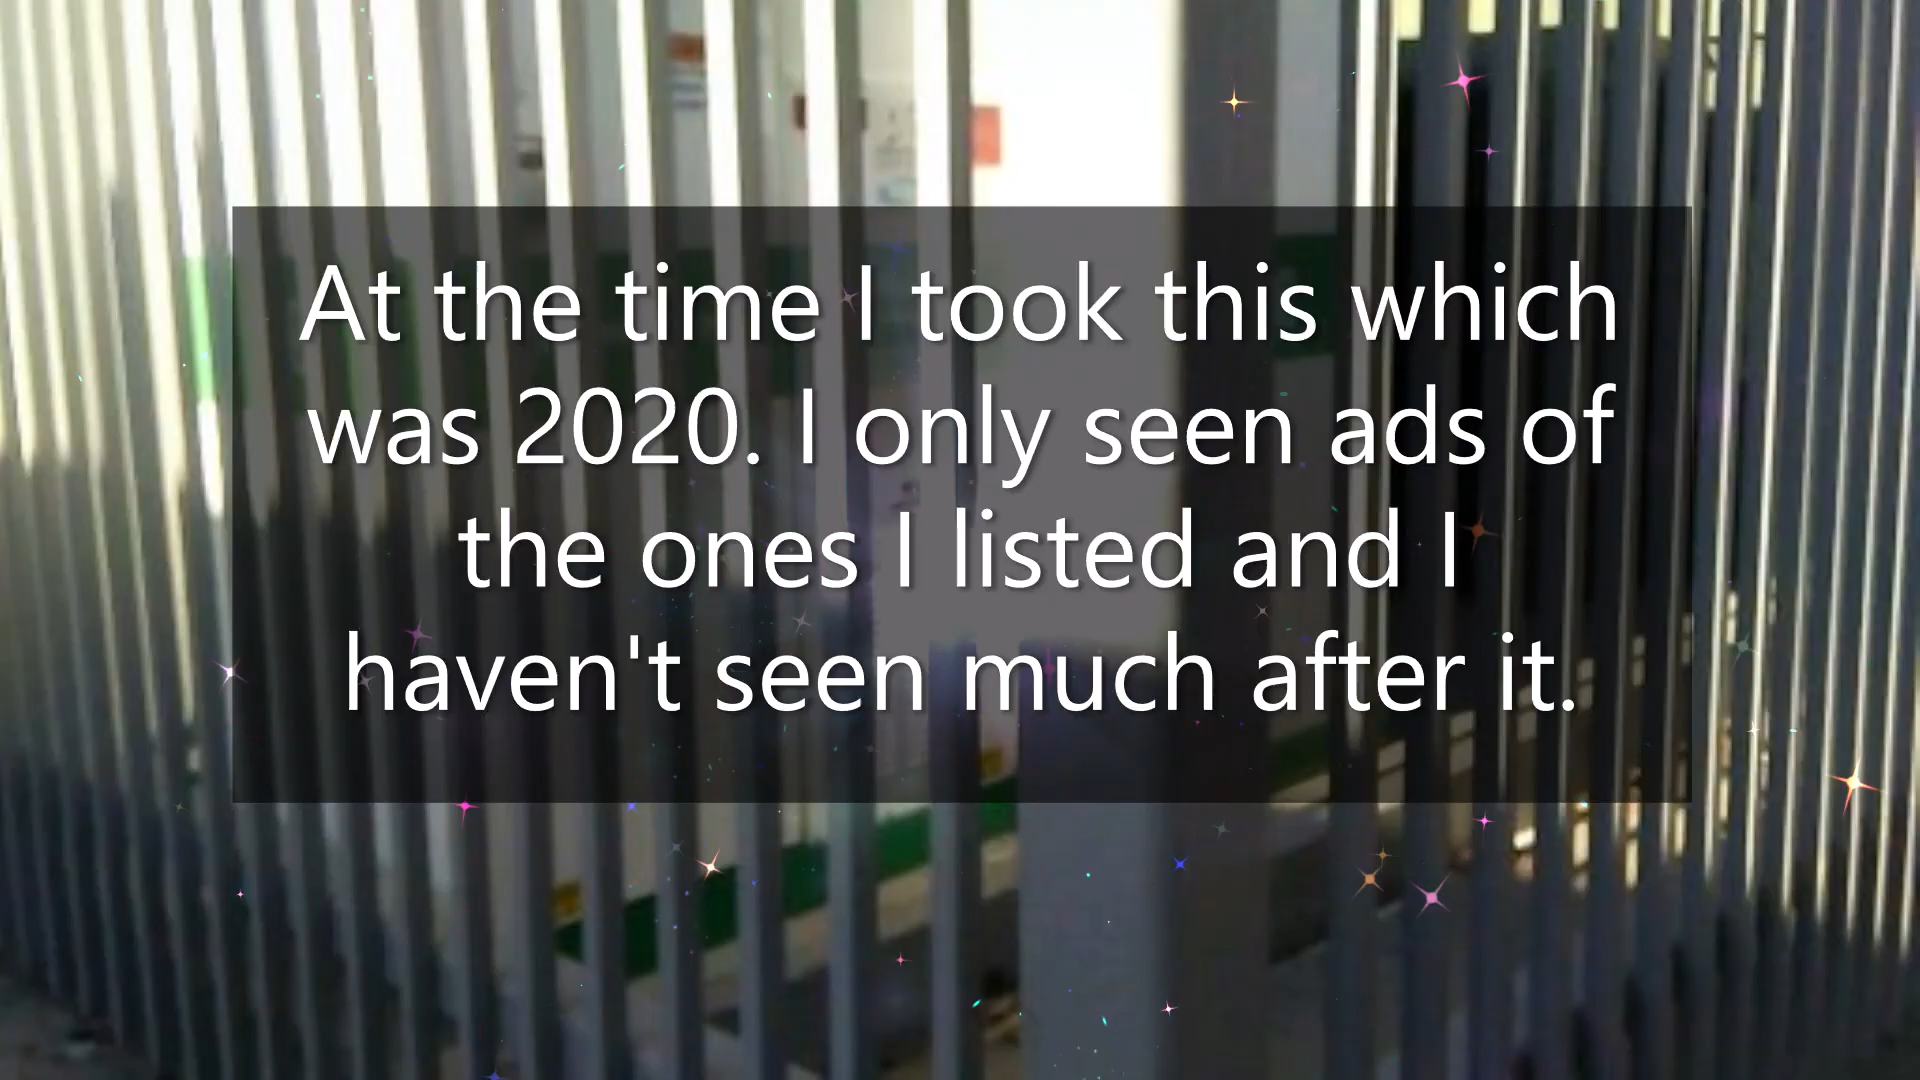 At the time I took this which
was 2020. I only seen ads of
the ones I listed and I
haven't seen much after it.